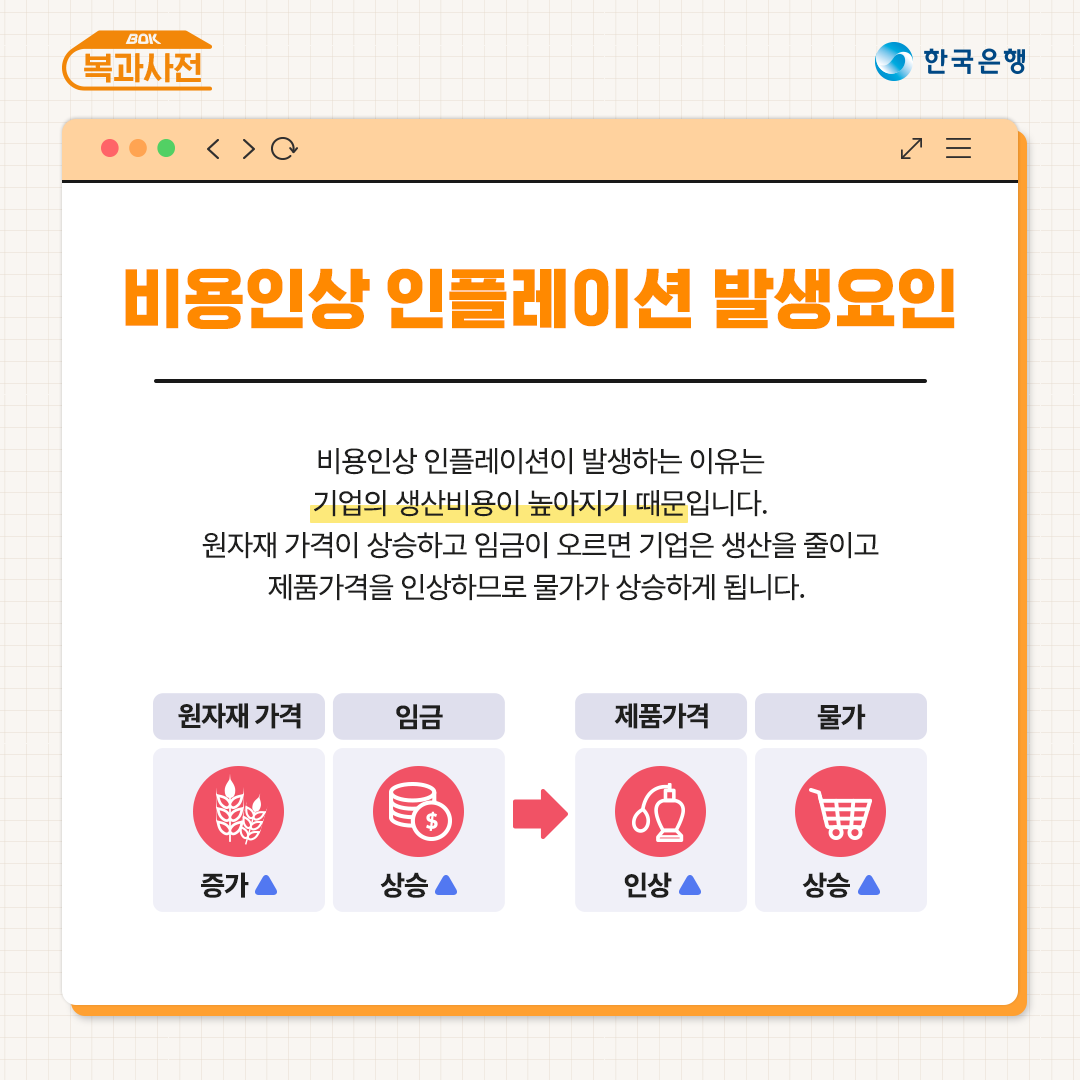 BOK
복과사전
한국은행
비용인상 인플레이션 발생요인
비용인상 인플레이션이 발생하는 이유는
기업의 생산비용이 높아지기 때문입니다.
원자재 가격이 상승하고 임금이 오르면 기업은 생산을 줄이고
제품가격을 인상하므로 물가가 상승하게 됩니다.
원자재 가격 임금 제품가격 물가
$
증가 상승 인상 상승